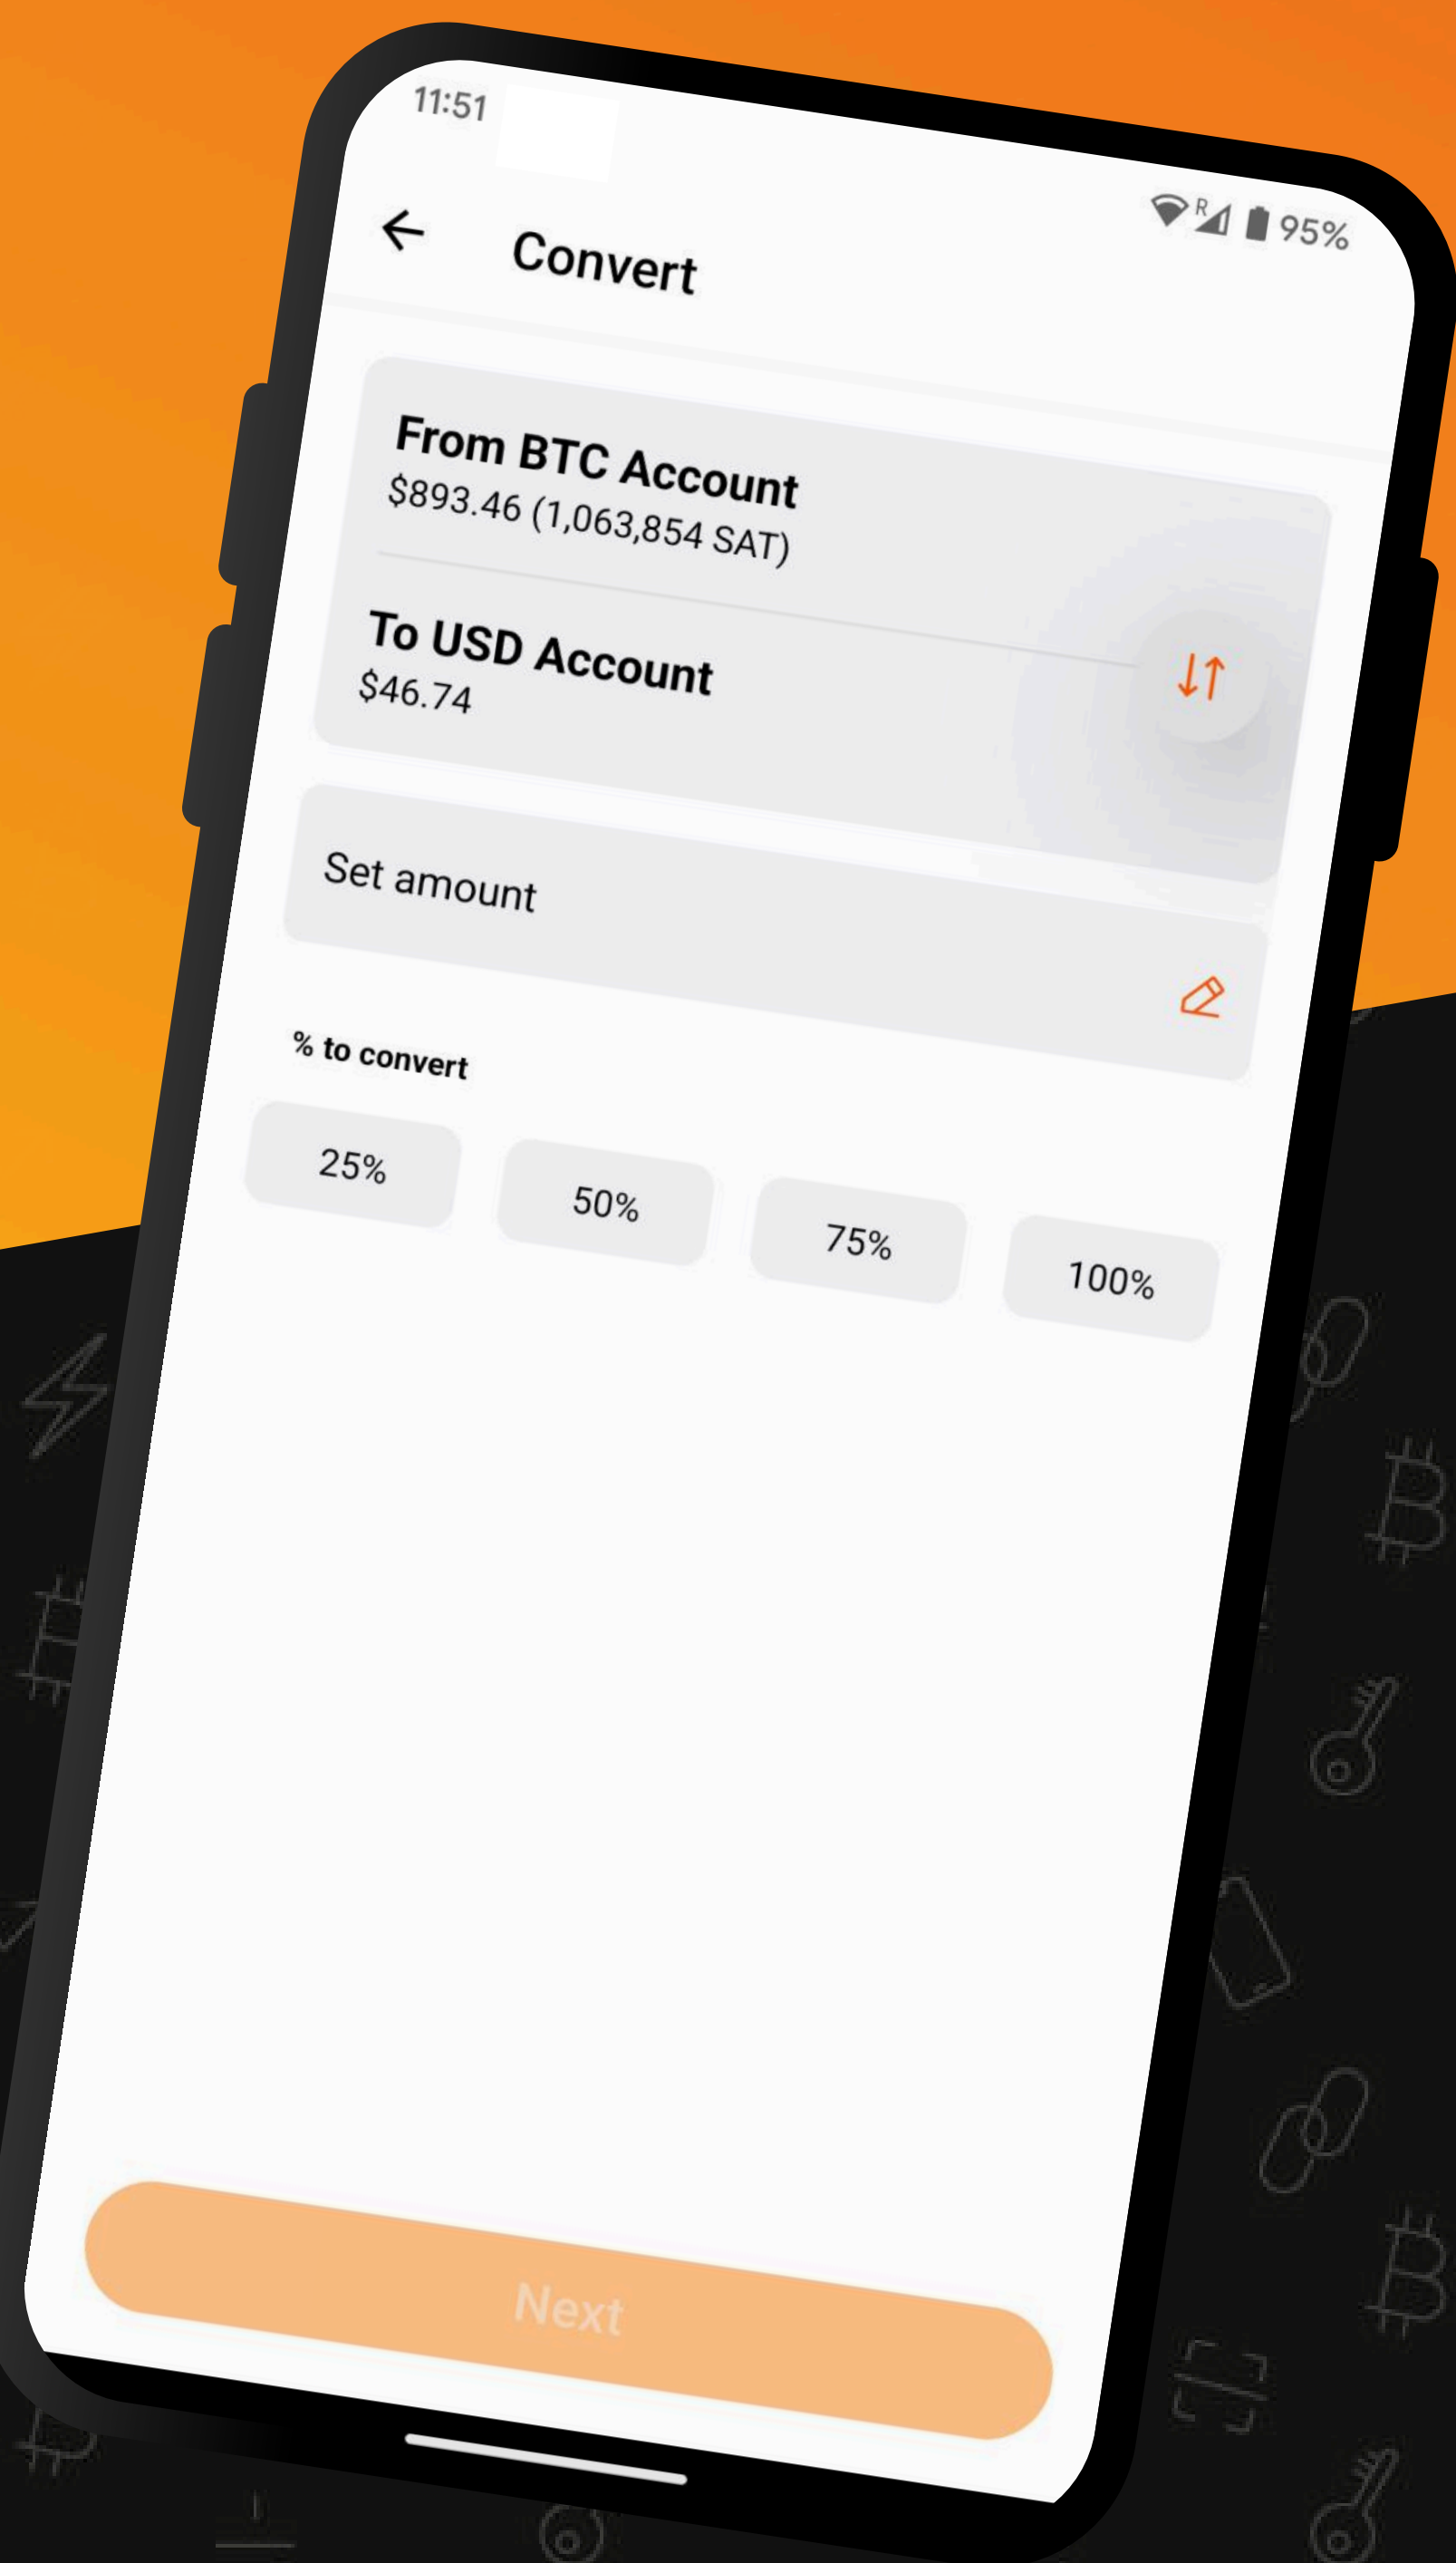 11:51
R
95%
Convert
From BTC Account
$893.46 (1,063,854 SAT)
To USD Account
$46.74
Set amount
% to convert
25%
50%
75%
100%
Next